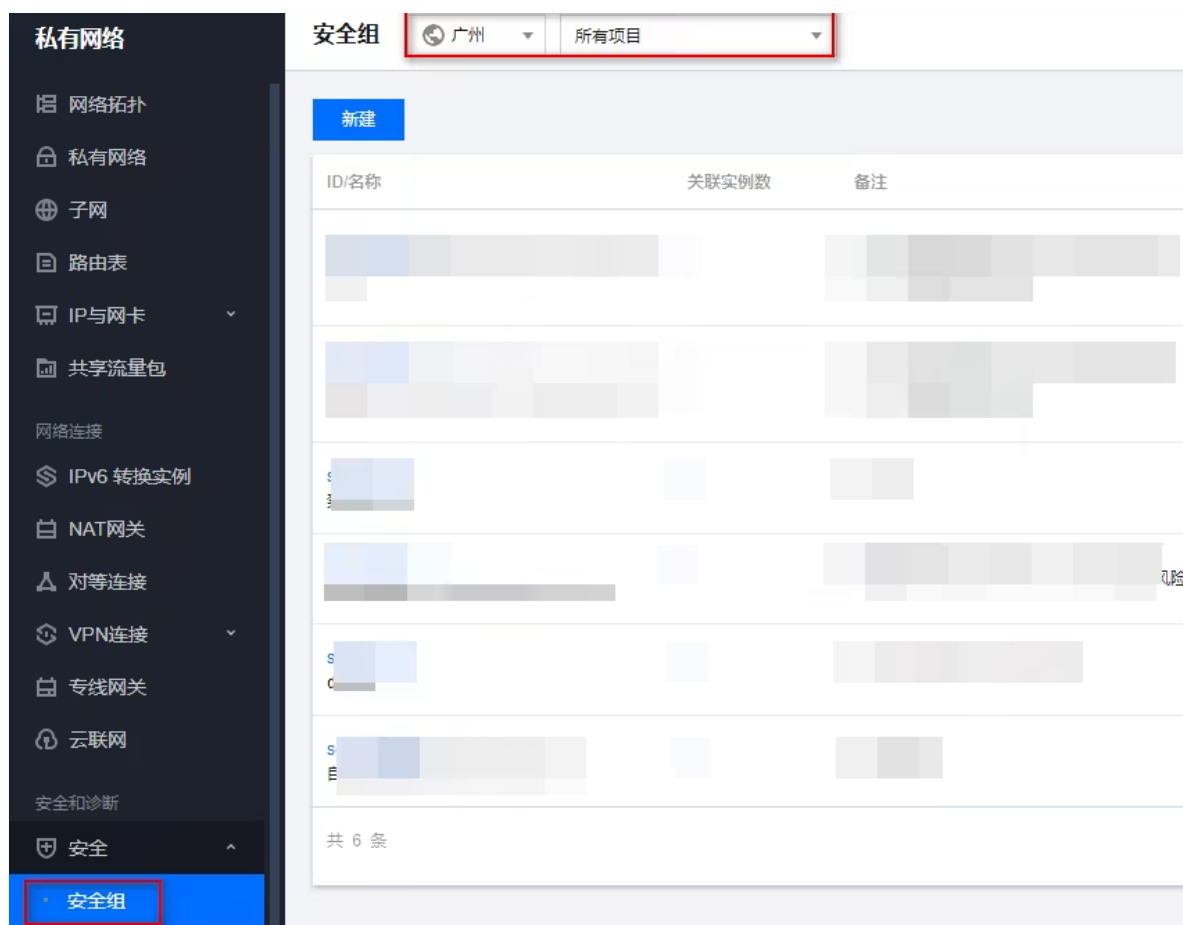 私有网络
网络拓扑
私有网络
子网
路由表
IP与网卡
共享流量包
网络连接
IPv6 转换实例
NAT网关
对等连接
VPN连接
专线网关
云联网
安全和诊断
安全
安全组
安全组 广州 所有项目
新建
ID/名称 关联实例数 备注
s
风险
s
s
自
共 6 条